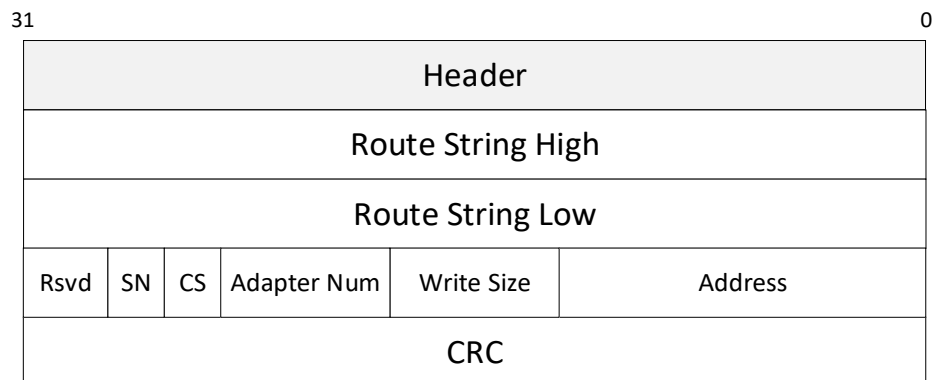 31 0
Header
Route String High
Route String Low
Rsvd SN CS Adapter Num Write Size Address
CRC